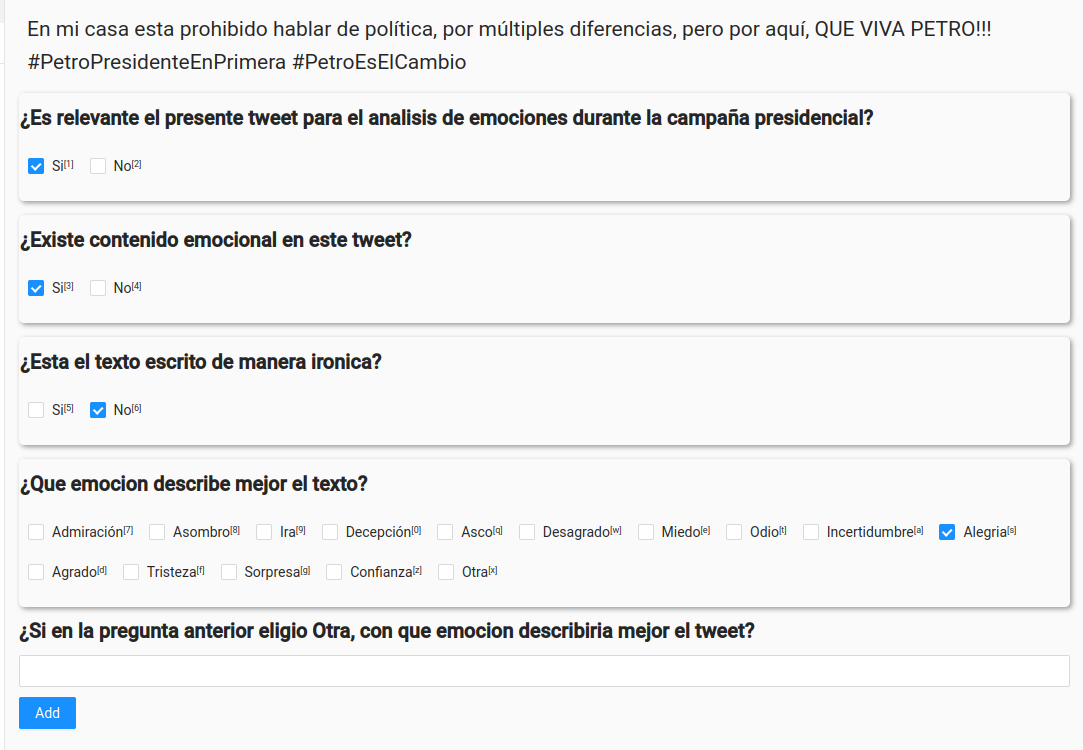 En mi casa esta prohibido hablar de política, por múltiples diferencias, pero por aquí, QUE VIVA PETRO!!!
#PetroPresidenteEnPrimera #PetroEsElCambio
¿Es relevante el presente tweet para el analisis de emociones durante la campaña presidencial?
Si[1] No[2]
¿Existe contenido emocional en este tweet?
Si[3] No[4]
¿Esta el texto escrito de manera ironica?
Si[5] No[6]
¿Que emocion describe mejor el texto?
Admiración[7] Asombro[8] Ira[9] Decepción[0] Asco[q] Desagrado[w] Miedo[e] Odio[t] Incertidumbre[a] Alegria[s]
Agrado[d] Tristeza[f] Sorpresa[g] Confianza[z] Otra[x]
¿Si en la pregunta anterior eligio Otra, con que emocion describiria mejor el tweet?
Add